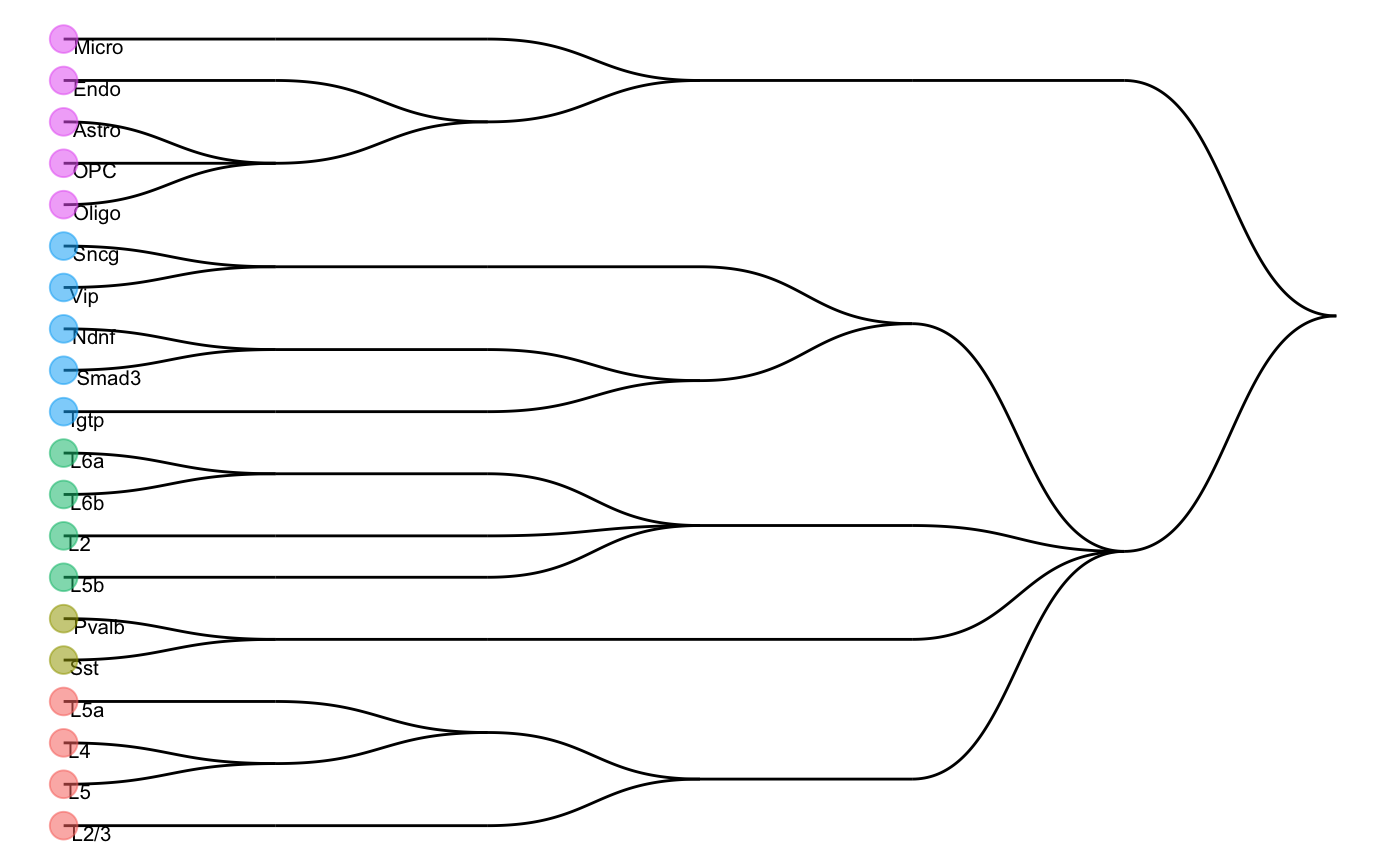 Micro
Endo
Astro
OPC
Oligo
Sncg
Vip
Ndnf
Smad3
Igtp
L6a
L6b
L2
L5b
Pvalb
Sst
L5a
L4
L5
L2/3